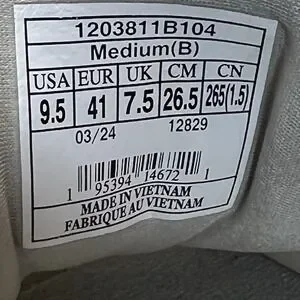 1203811B104
Medium(B)
USA EUR UK CM CN
9.5 41 7.5 26.5 265(1.5)
03/24 12829
1 95394 14672 1
MADE IN VIETNAM
FABRIQUE AU VIETNAM